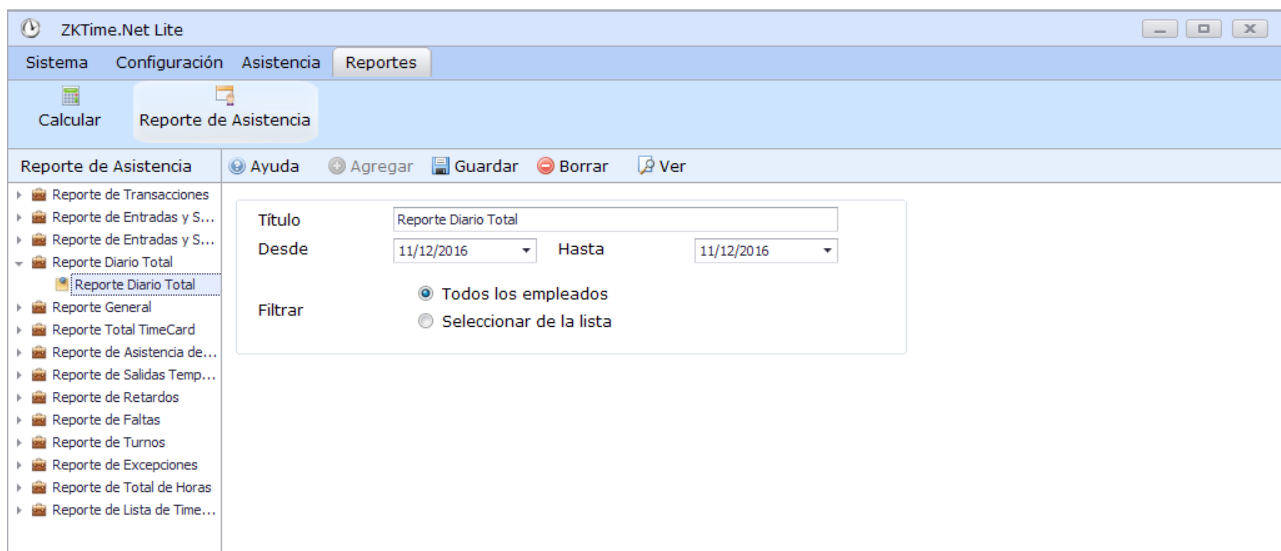 ZKTime.Net Lite
Sistema Configuración Asistencia Reportes
Calcular Reporte de Asistencia
Reporte de Asistencia Ayuda Agregar Guardar Borrar Ver
Reporte de Transacciones
Reporte de Entradas y S...
Reporte de Entradas y S...
Reporte Diario Total
Reporte Diario Total
Reporte General
Reporte Total TimeCard
Reporte de Asistencia de...
Reporte de Salidas Temp...
Reporte de Retardos
Reporte de Faltas
Reporte de Turnos
Reporte de Excepciones
Reporte de Total de Horas
Reporte de Lista de Time...
Título Reporte Diario Total
Desde 11/12/2016 Hasta 11/12/2016
Filtrar
Todos los empleados
Seleccionar de la lista